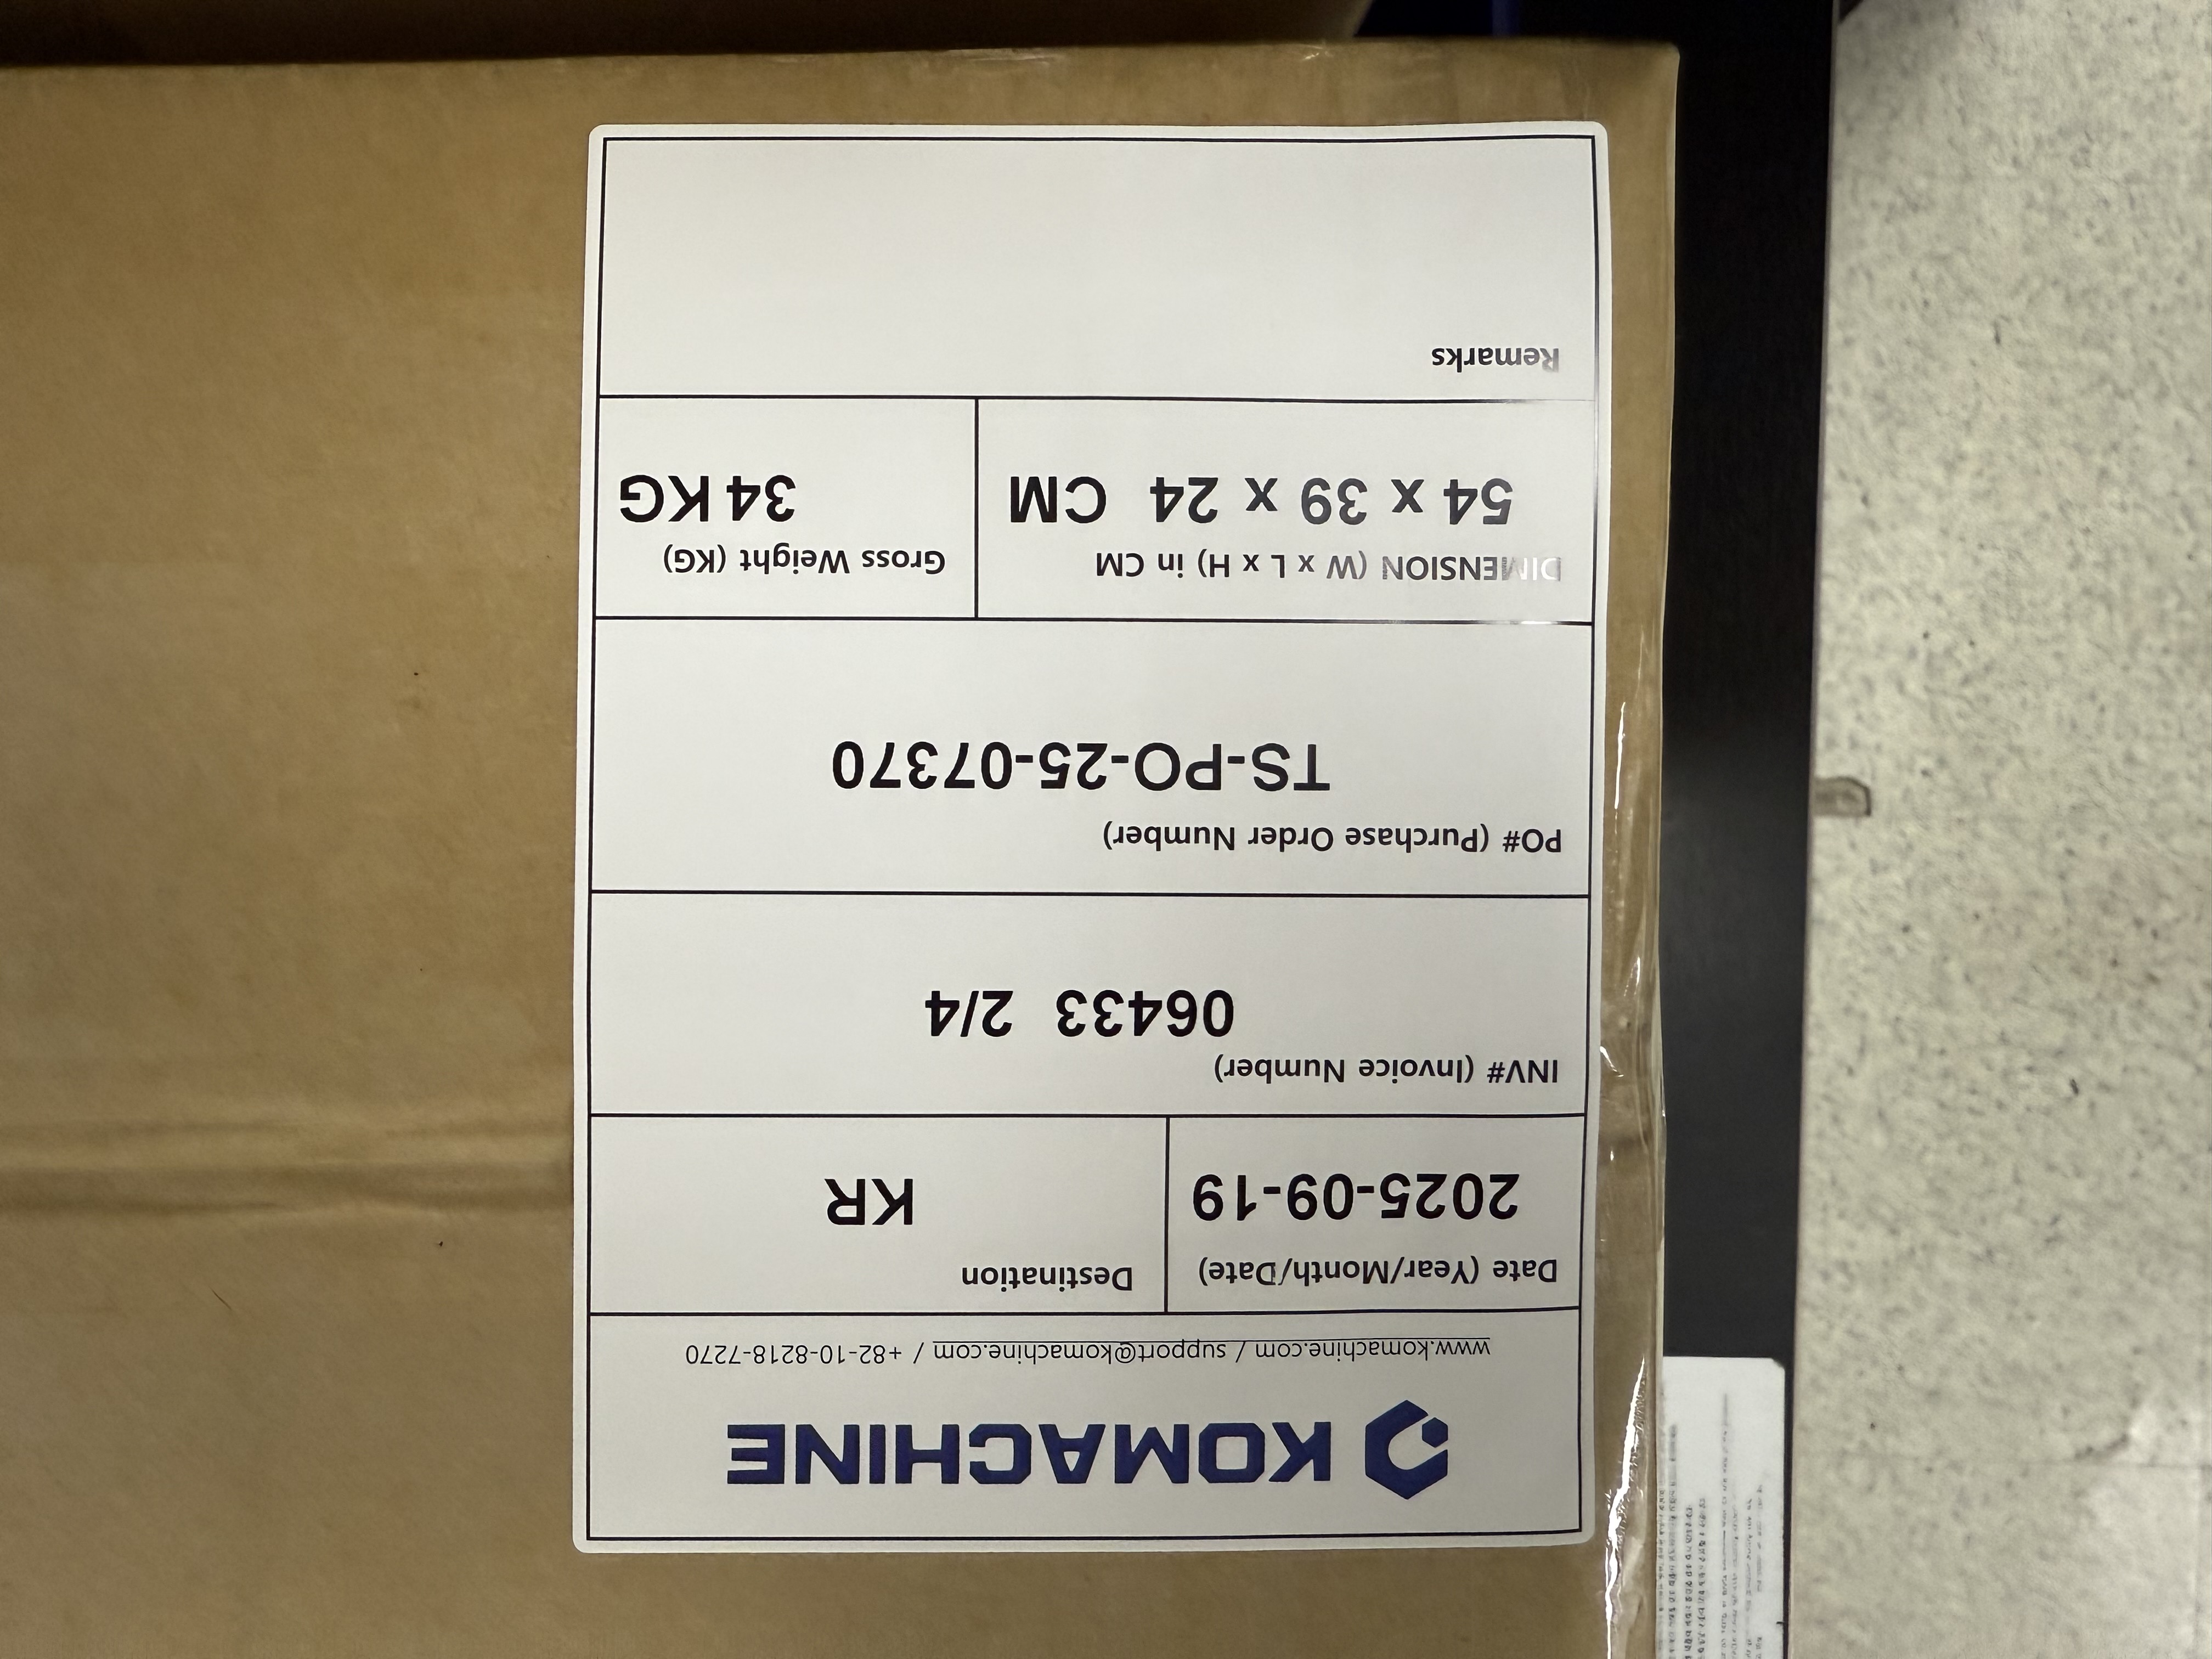 KOMACHINE
www.komachine.com / support@komachine.com / +82-10-8218-7270
Date (Year/Month/Date)
2025-09-19
Destination
KR
INV# (Invoice Number)
06433 2/4
PO# (Purchase Order Number)
TS-PO-25-07370
DIMENSION (W x L x H) in CM
54 x 39 x 24 CM
Gross Weight (KG)
34 KG
Remarks